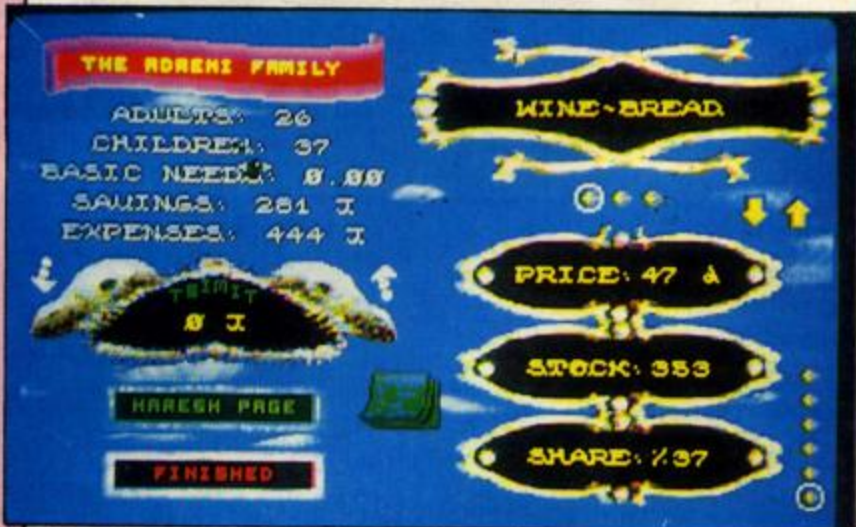 THE ADREMI FAMILY
ADULTS: 26
CHILDREN: 37
BASIC NEEDS: 0.00
SAVINGS: 281 J
EXPENSES: 444 J
0 J
HARESH PAGE
FINISHED
WINE-BREAD
PRICE: 47 d
STOCK: 353
SHARE: %37